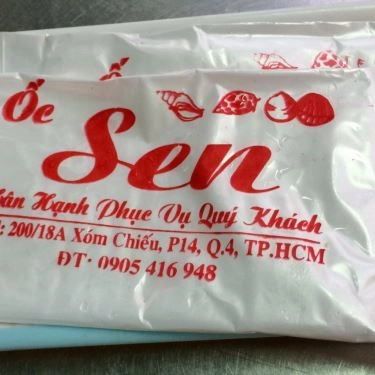 Ốc
Sen
Hạnh Phục Vụ Quý Khách
: 200/18A Xóm Chiếu, P14, Q.4, TP.HCM
ĐT· 0905 416 948